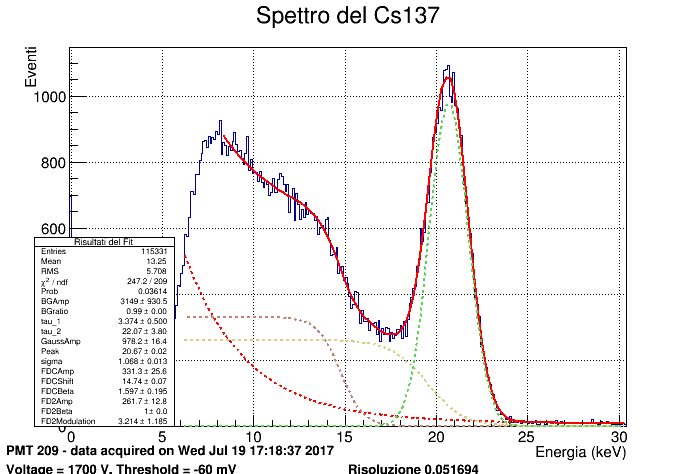 Spettro del Cs137
Eventi
1000
800
600
Risultati del Fit
Entries 115331
Mean 13.25
RMS 5.708
χ² / ndf 247.2 / 209
Prob 0.03614
BGAmp 3149 ± 930.5
BGratio 0.99 ± 0.00
tau_1 3.374 ± 0.500
tau_2 22.07 ± 3.80
GaussAmp 978.2 ± 16.4
Peak 20.67 ± 0.02
sigma 1.068 ± 0.013
FDCAmp 331.3 ± 25.6
FDCShift 14.74 ± 0.07
FDCBeta 1.597 ± 0.195
FD2Amp 261.7 ± 12.8
FD2Beta 1± 0.0
FD2Modulation 3.214 ± 1.185
0 5 10 15 20 25 30
Energia (keV)
PMT 209 - data acquired on Wed Jul 19 17:18:37 2017
Voltage = 1700 V, Threshold = -60 mV
Risoluzione 0.051694